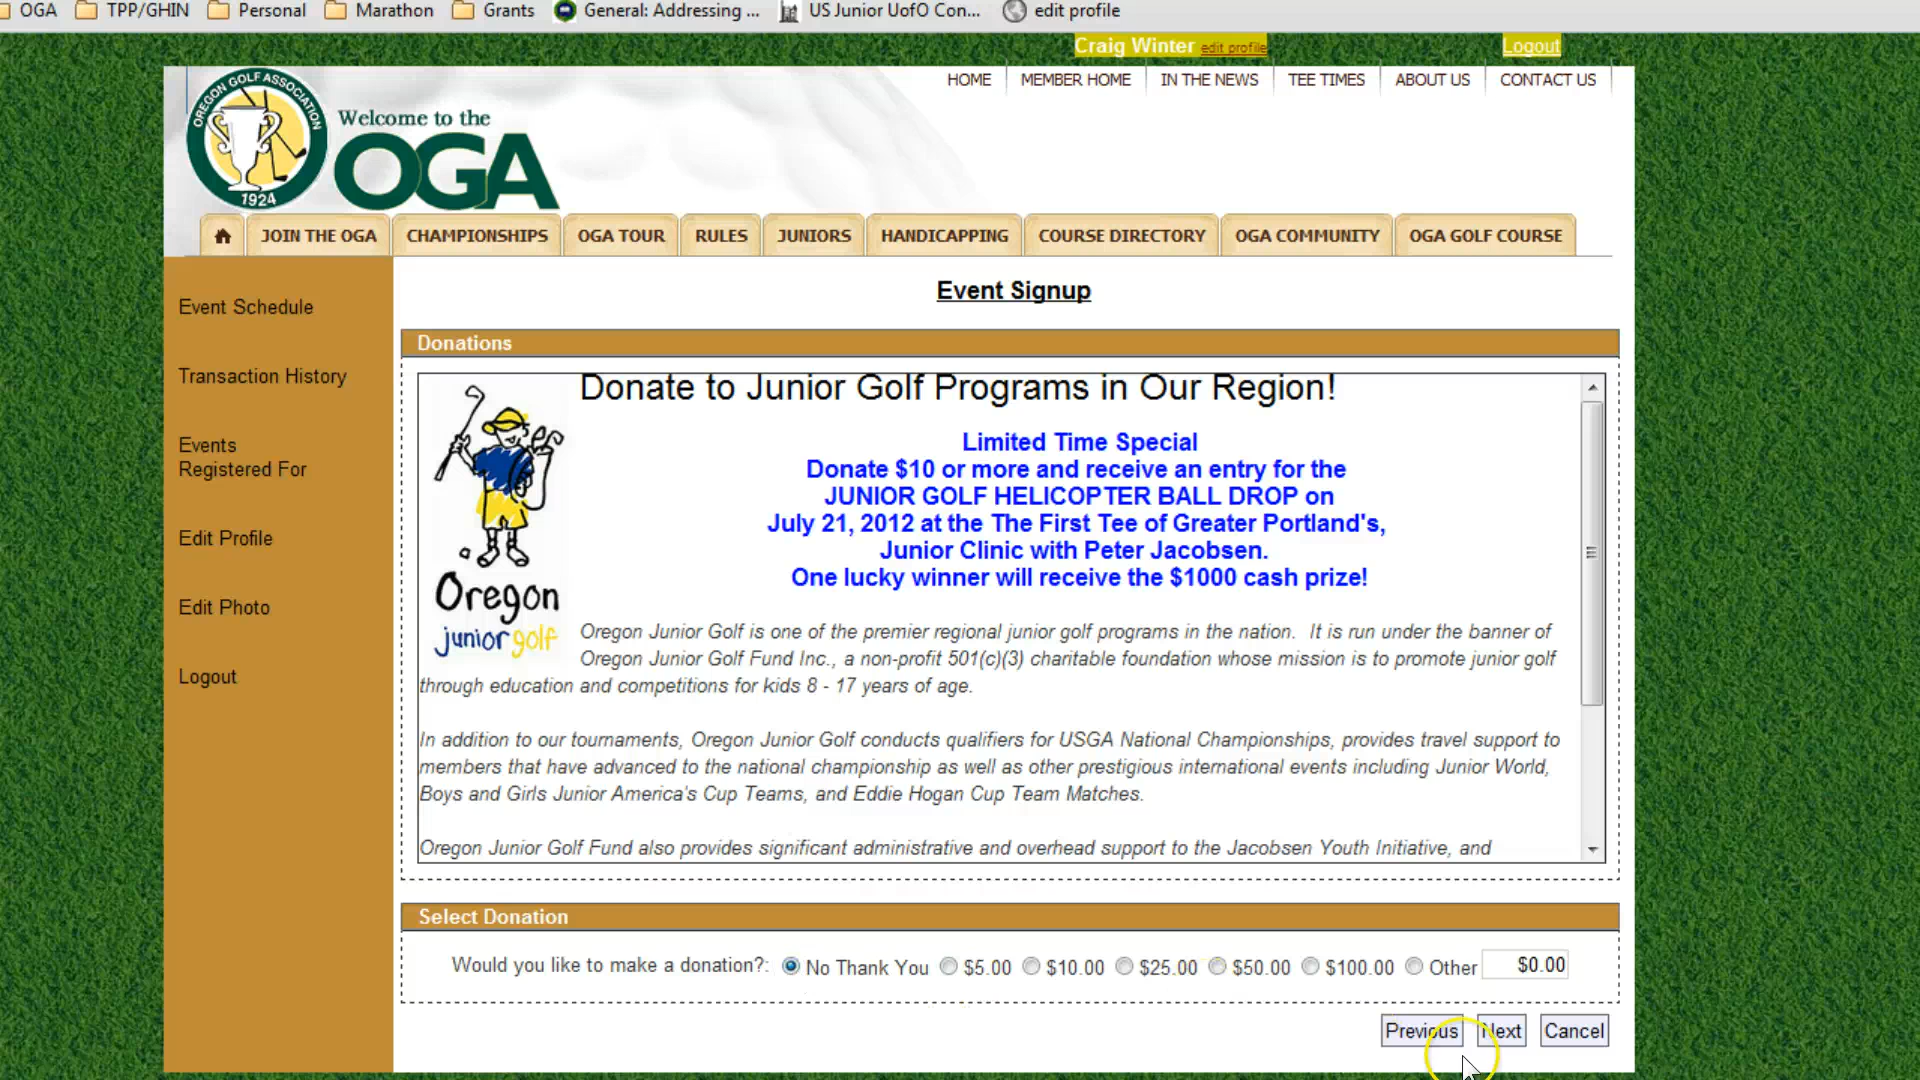 OGA TPP/GHIN Personal Marathon Grants General: Addressing ... US Junior UofO Con... edit profile
Craig Winter edit profile Logout
HOME MEMBER HOME IN THE NEWS TEE TIMES ABOUT US CONTACT US
OREGON GOLF ASSOCIATION
1924
Welcome to the
OGA
JOIN THE OGA CHAMPIONSHIPS OGA TOUR RULES JUNIORS HANDICAPPING COURSE DIRECTORY OGA COMMUNITY OGA GOLF COURSE
Event Schedule
Transaction History
Events
Registered For
Edit Profile
Edit Photo
Logout
Event Signup
Donations
Oregon
junior golf
Donate to Junior Golf Programs in Our Region!
Limited Time Special
Donate $10 or more and receive an entry for the
JUNIOR GOLF HELICOPTER BALL DROP on
July 21, 2012 at the The First Tee of Greater Portland's,
Junior Clinic with Peter Jacobsen.
One lucky winner will receive the $1000 cash prize!
Oregon Junior Golf is one of the premier regional junior golf programs in the nation. It is run under the banner of
Oregon Junior Golf Fund Inc., a non-profit 501(c)(3) charitable foundation whose mission is to promote junior golf
through education and competitions for kids 8 - 17 years of age.
In addition to our tournaments, Oregon Junior Golf conducts qualifiers for USGA National Championships, provides travel support to
members that have advanced to the national championship as well as other prestigious international events including Junior World,
Boys and Girls Junior America's Cup Teams, and Eddie Hogan Cup Team Matches.
Oregon Junior Golf Fund also provides significant administrative and overhead support to the Jacobsen Youth Initiative, and
Select Donation
Would you like to make a donation?: No Thank You $5.00 $10.00 $25.00 $50.00 $100.00 Other $0.00
Previous Next Cancel